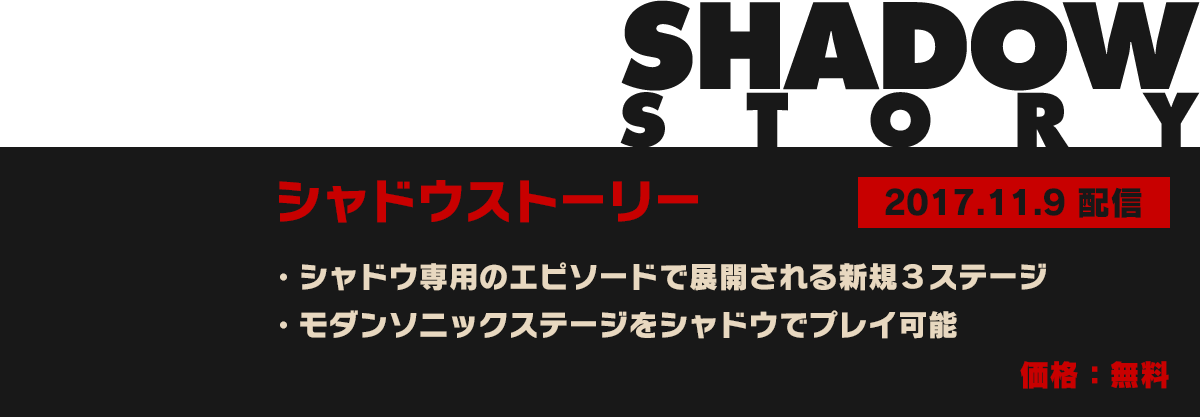 SHADOW
STORY
シャドウストーリー
2017.11.9 配信
・シャドウ専用のエピソードで展開される新規３ステージ
・モダンソニックステージをシャドウでプレイ可能
価格：無料